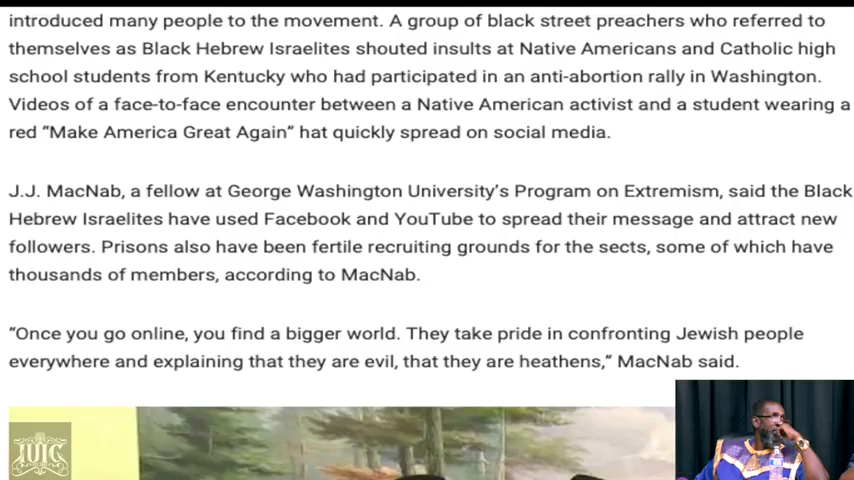 introduced many people to the movement. A group of black street preachers who referred to
themselves as Black Hebrew Israelites shouted insults at Native Americans and Catholic high
school students from Kentucky who had participated in an anti-abortion rally in Washington.
Videos of a face-to-face encounter between a Native American activist and a student wearing a
red “Make America Great Again” hat quickly spread on social media.
J.J. MacNab, a fellow at George Washington University’s Program on Extremism, said the Black
Hebrew Israelites have used Facebook and YouTube to spread their message and attract new
followers. Prisons also have been fertile recruiting grounds for the sects, some of which have
thousands of members, according to MacNab.
“Once you go online, you find a bigger world. They take pride in confronting Jewish people
everywhere and explaining that they are evil, that they are heathens,” MacNab said.
IUIC